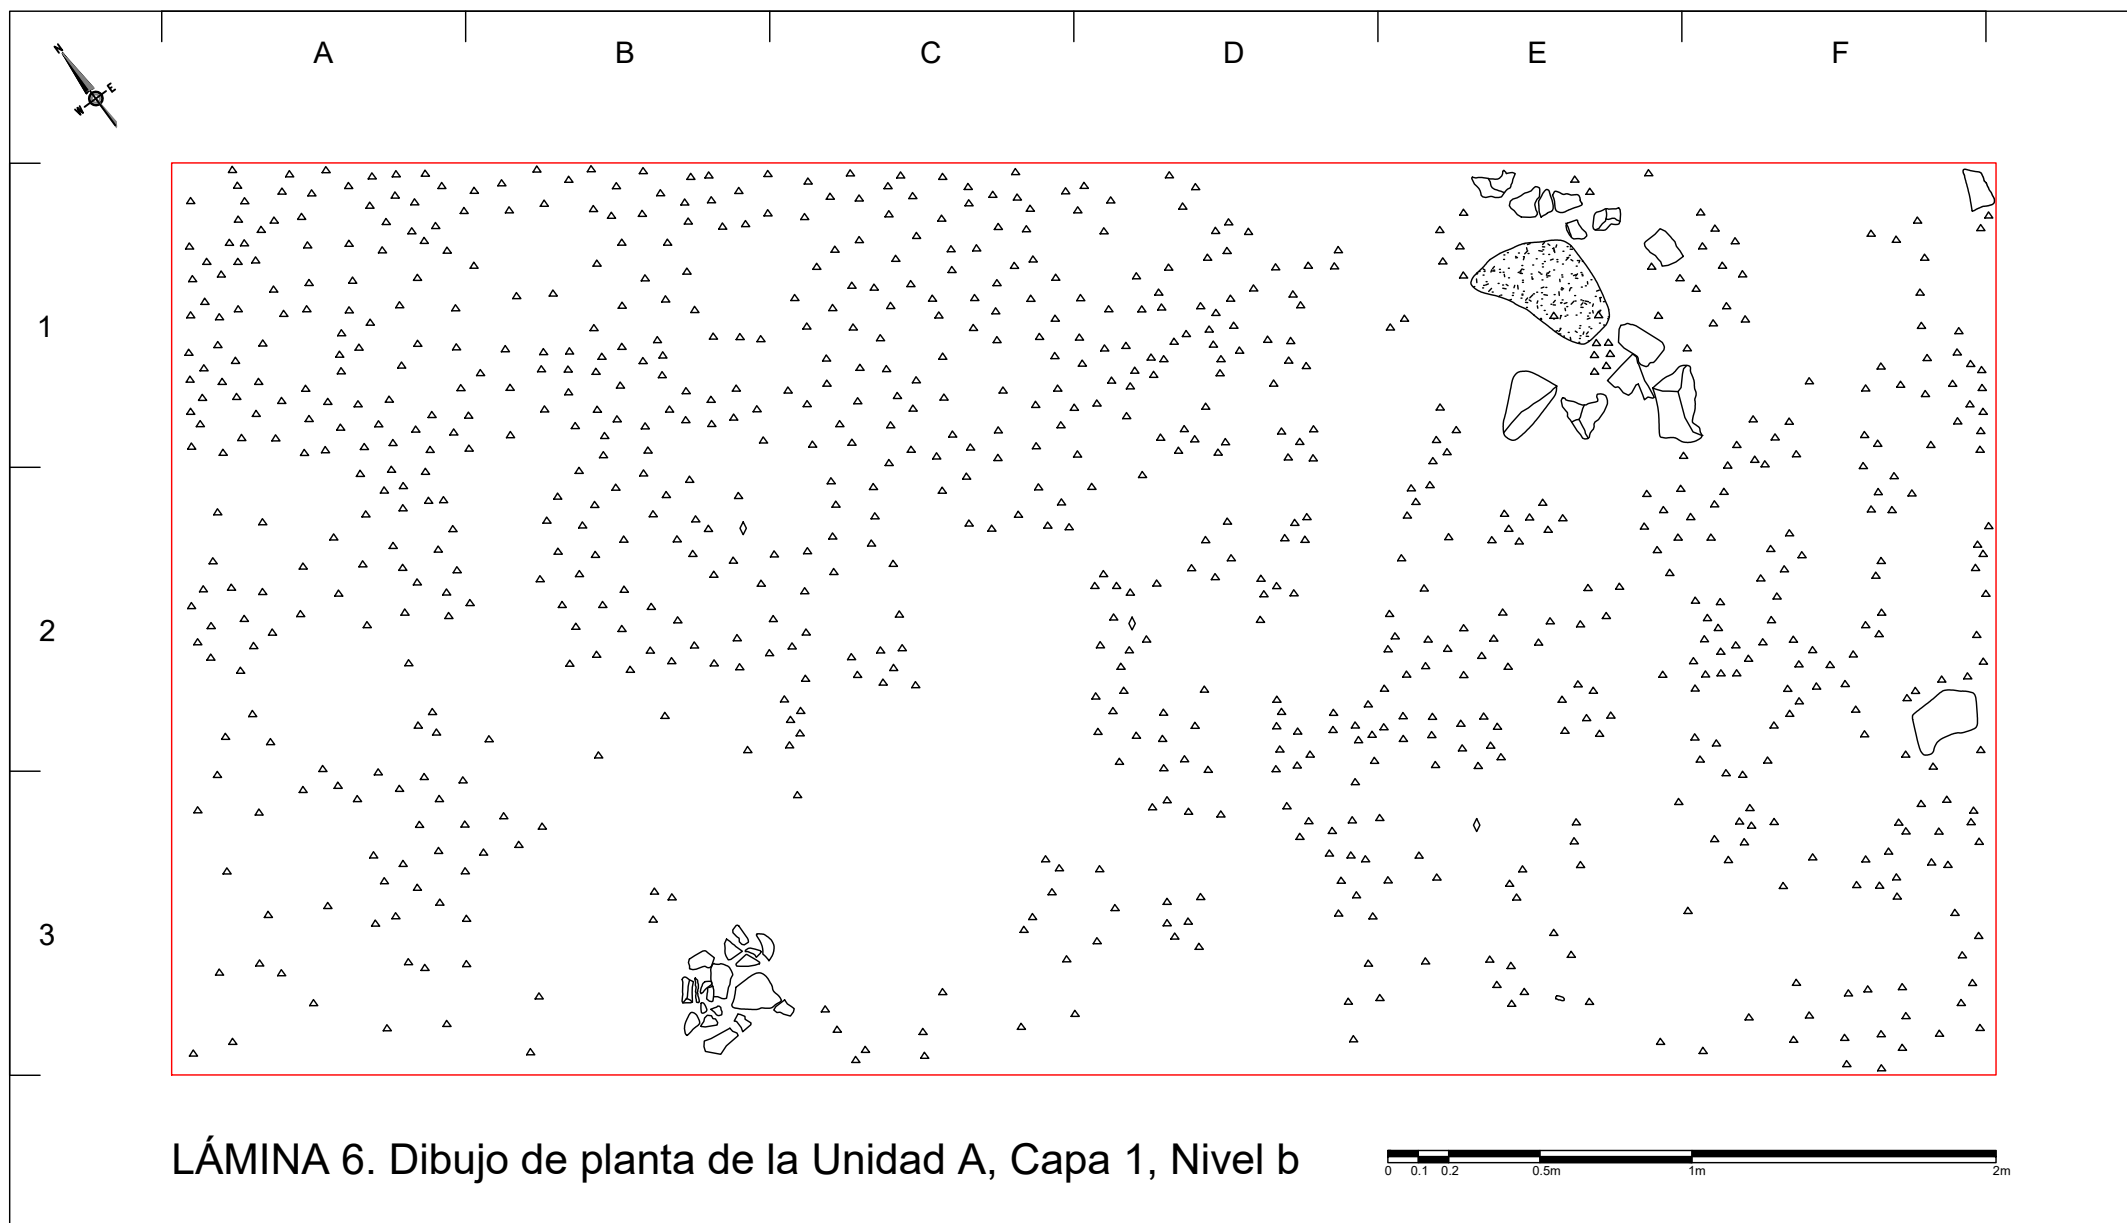 A B C D E F
N
E
W
1
2
3
LÁMINA 6. Dibujo de planta de la Unidad A, Capa 1, Nivel b
0 0.1 0.2 0.5m 1m 2m